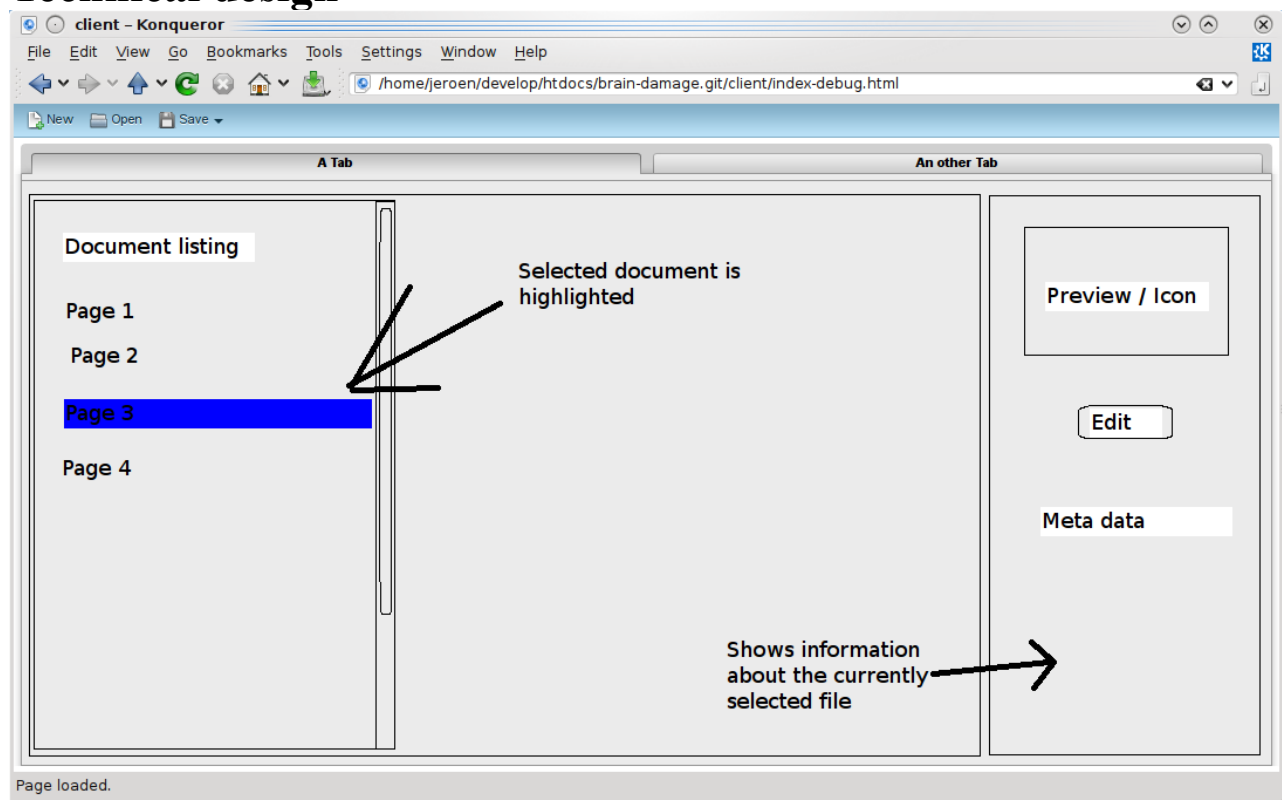 Technical design
client – Konqueror
File Edit View Go Bookmarks Tools Settings Window Help
/home/jeroen/develop/htdocs/brain-damage.git/client/index-debug.html
New Open Save
A Tab
An other Tab
Document listing
Page 1
Page 2
Page 3
Page 4
Selected document is
highlighted
Preview / Icon
Edit
Meta data
Shows information
about the currently
selected file
Page loaded.